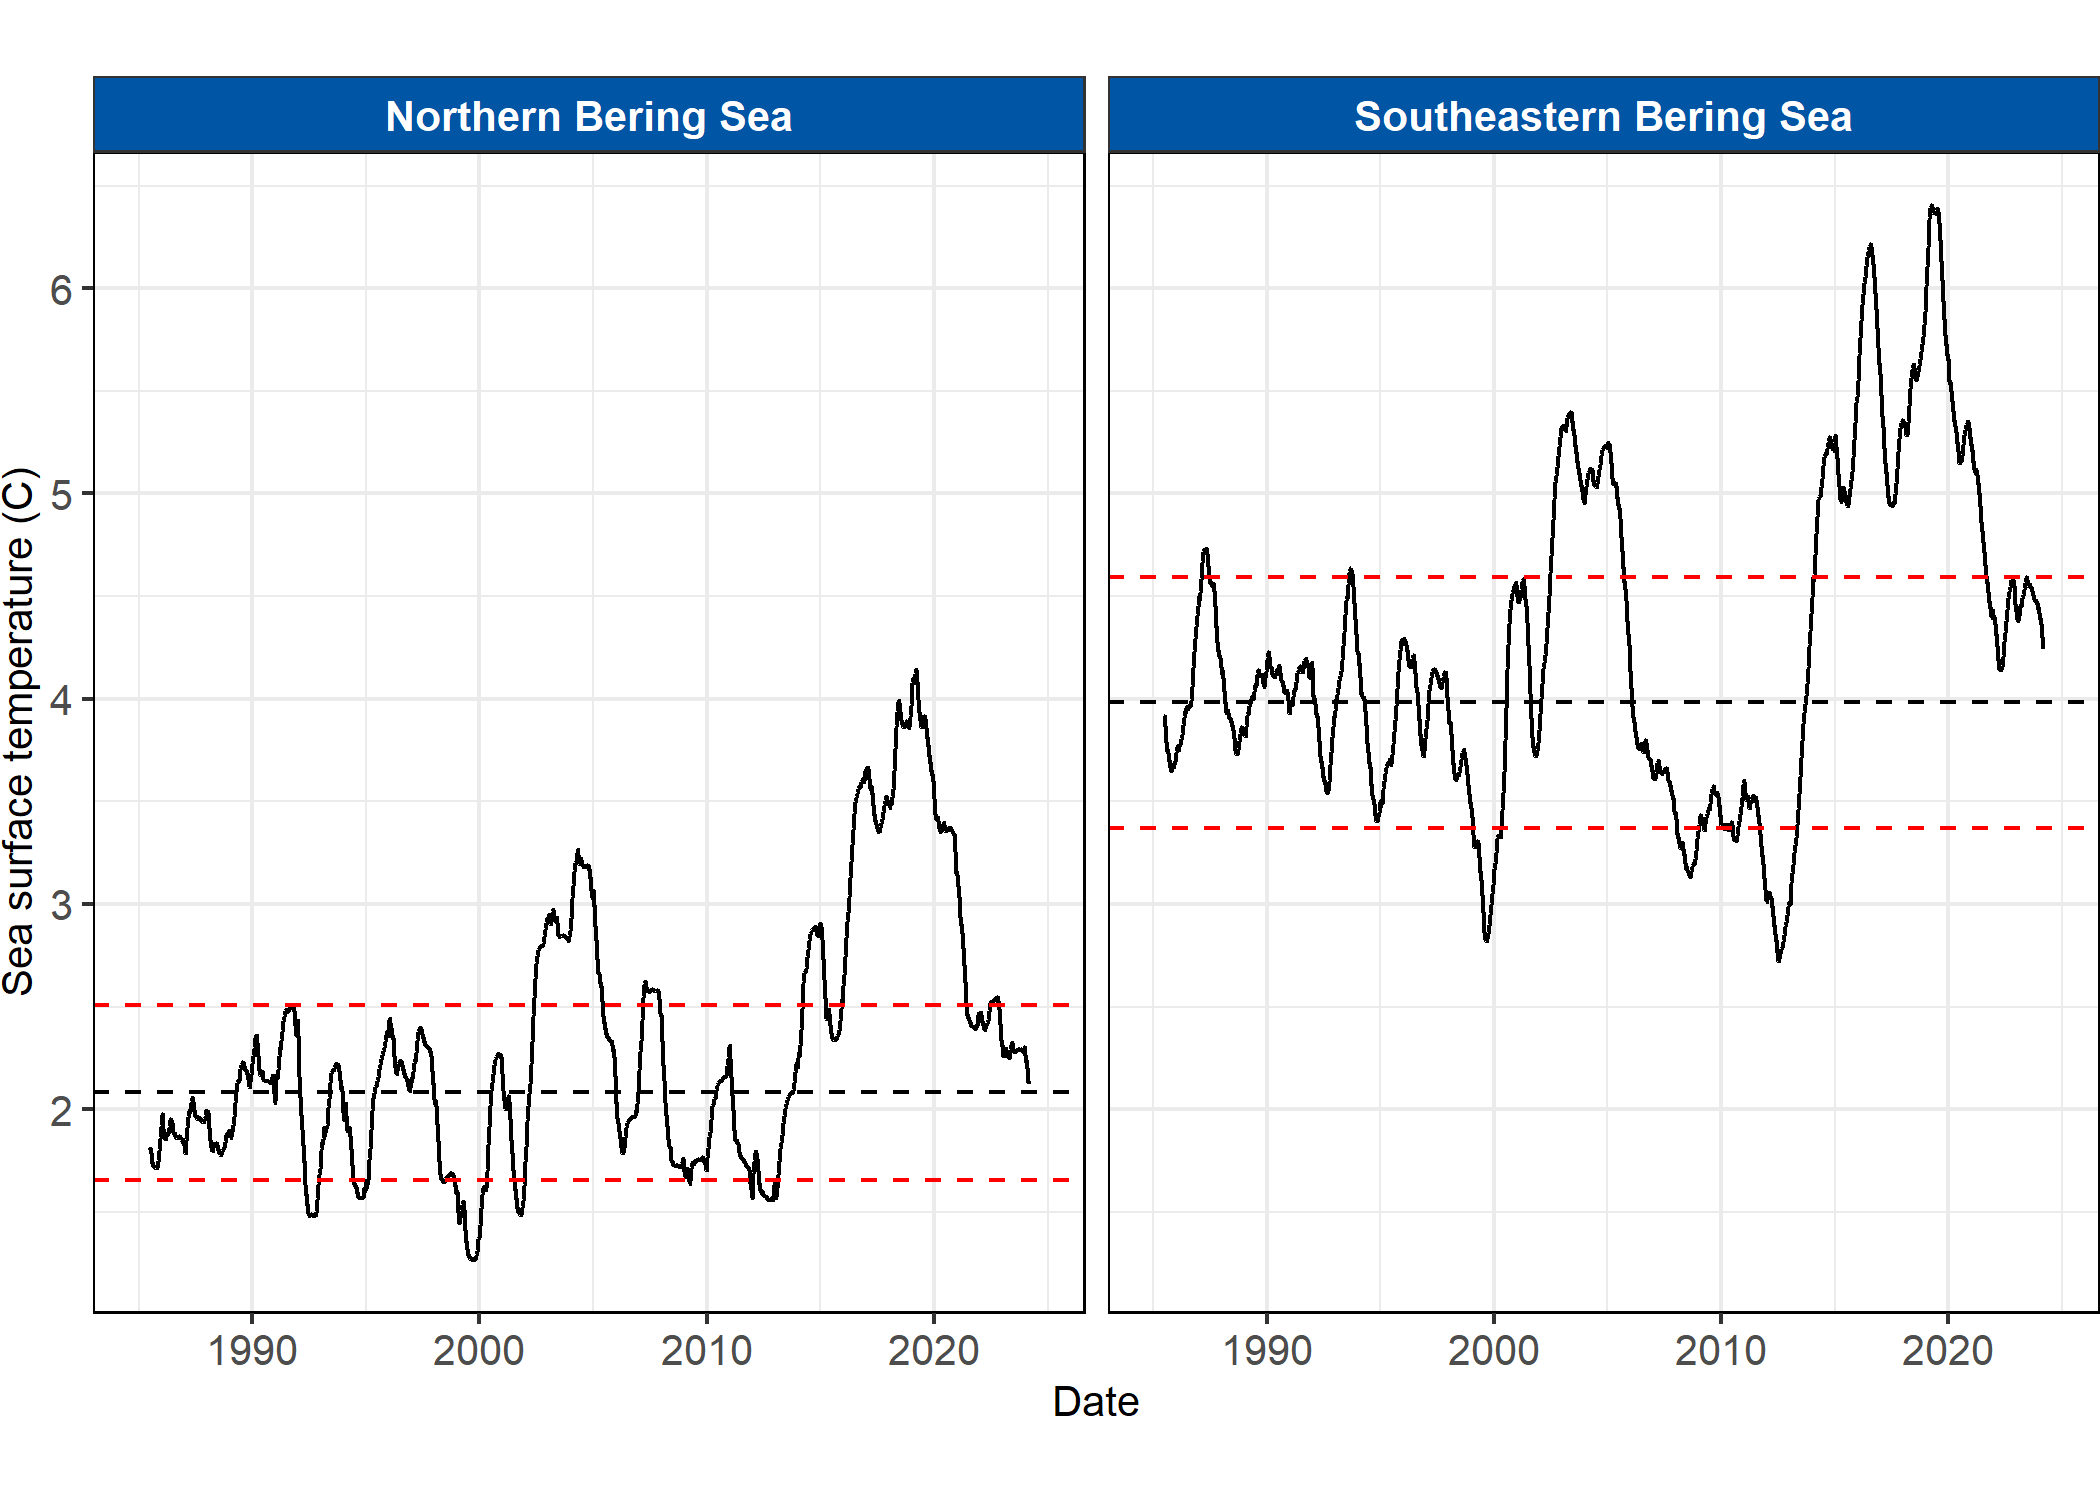 Northern Bering Sea
Southeastern Bering Sea
Sea surface temperature (C)
6
5
4
3
2
1990 2000 2010 2020
1990 2000 2010 2020
Date